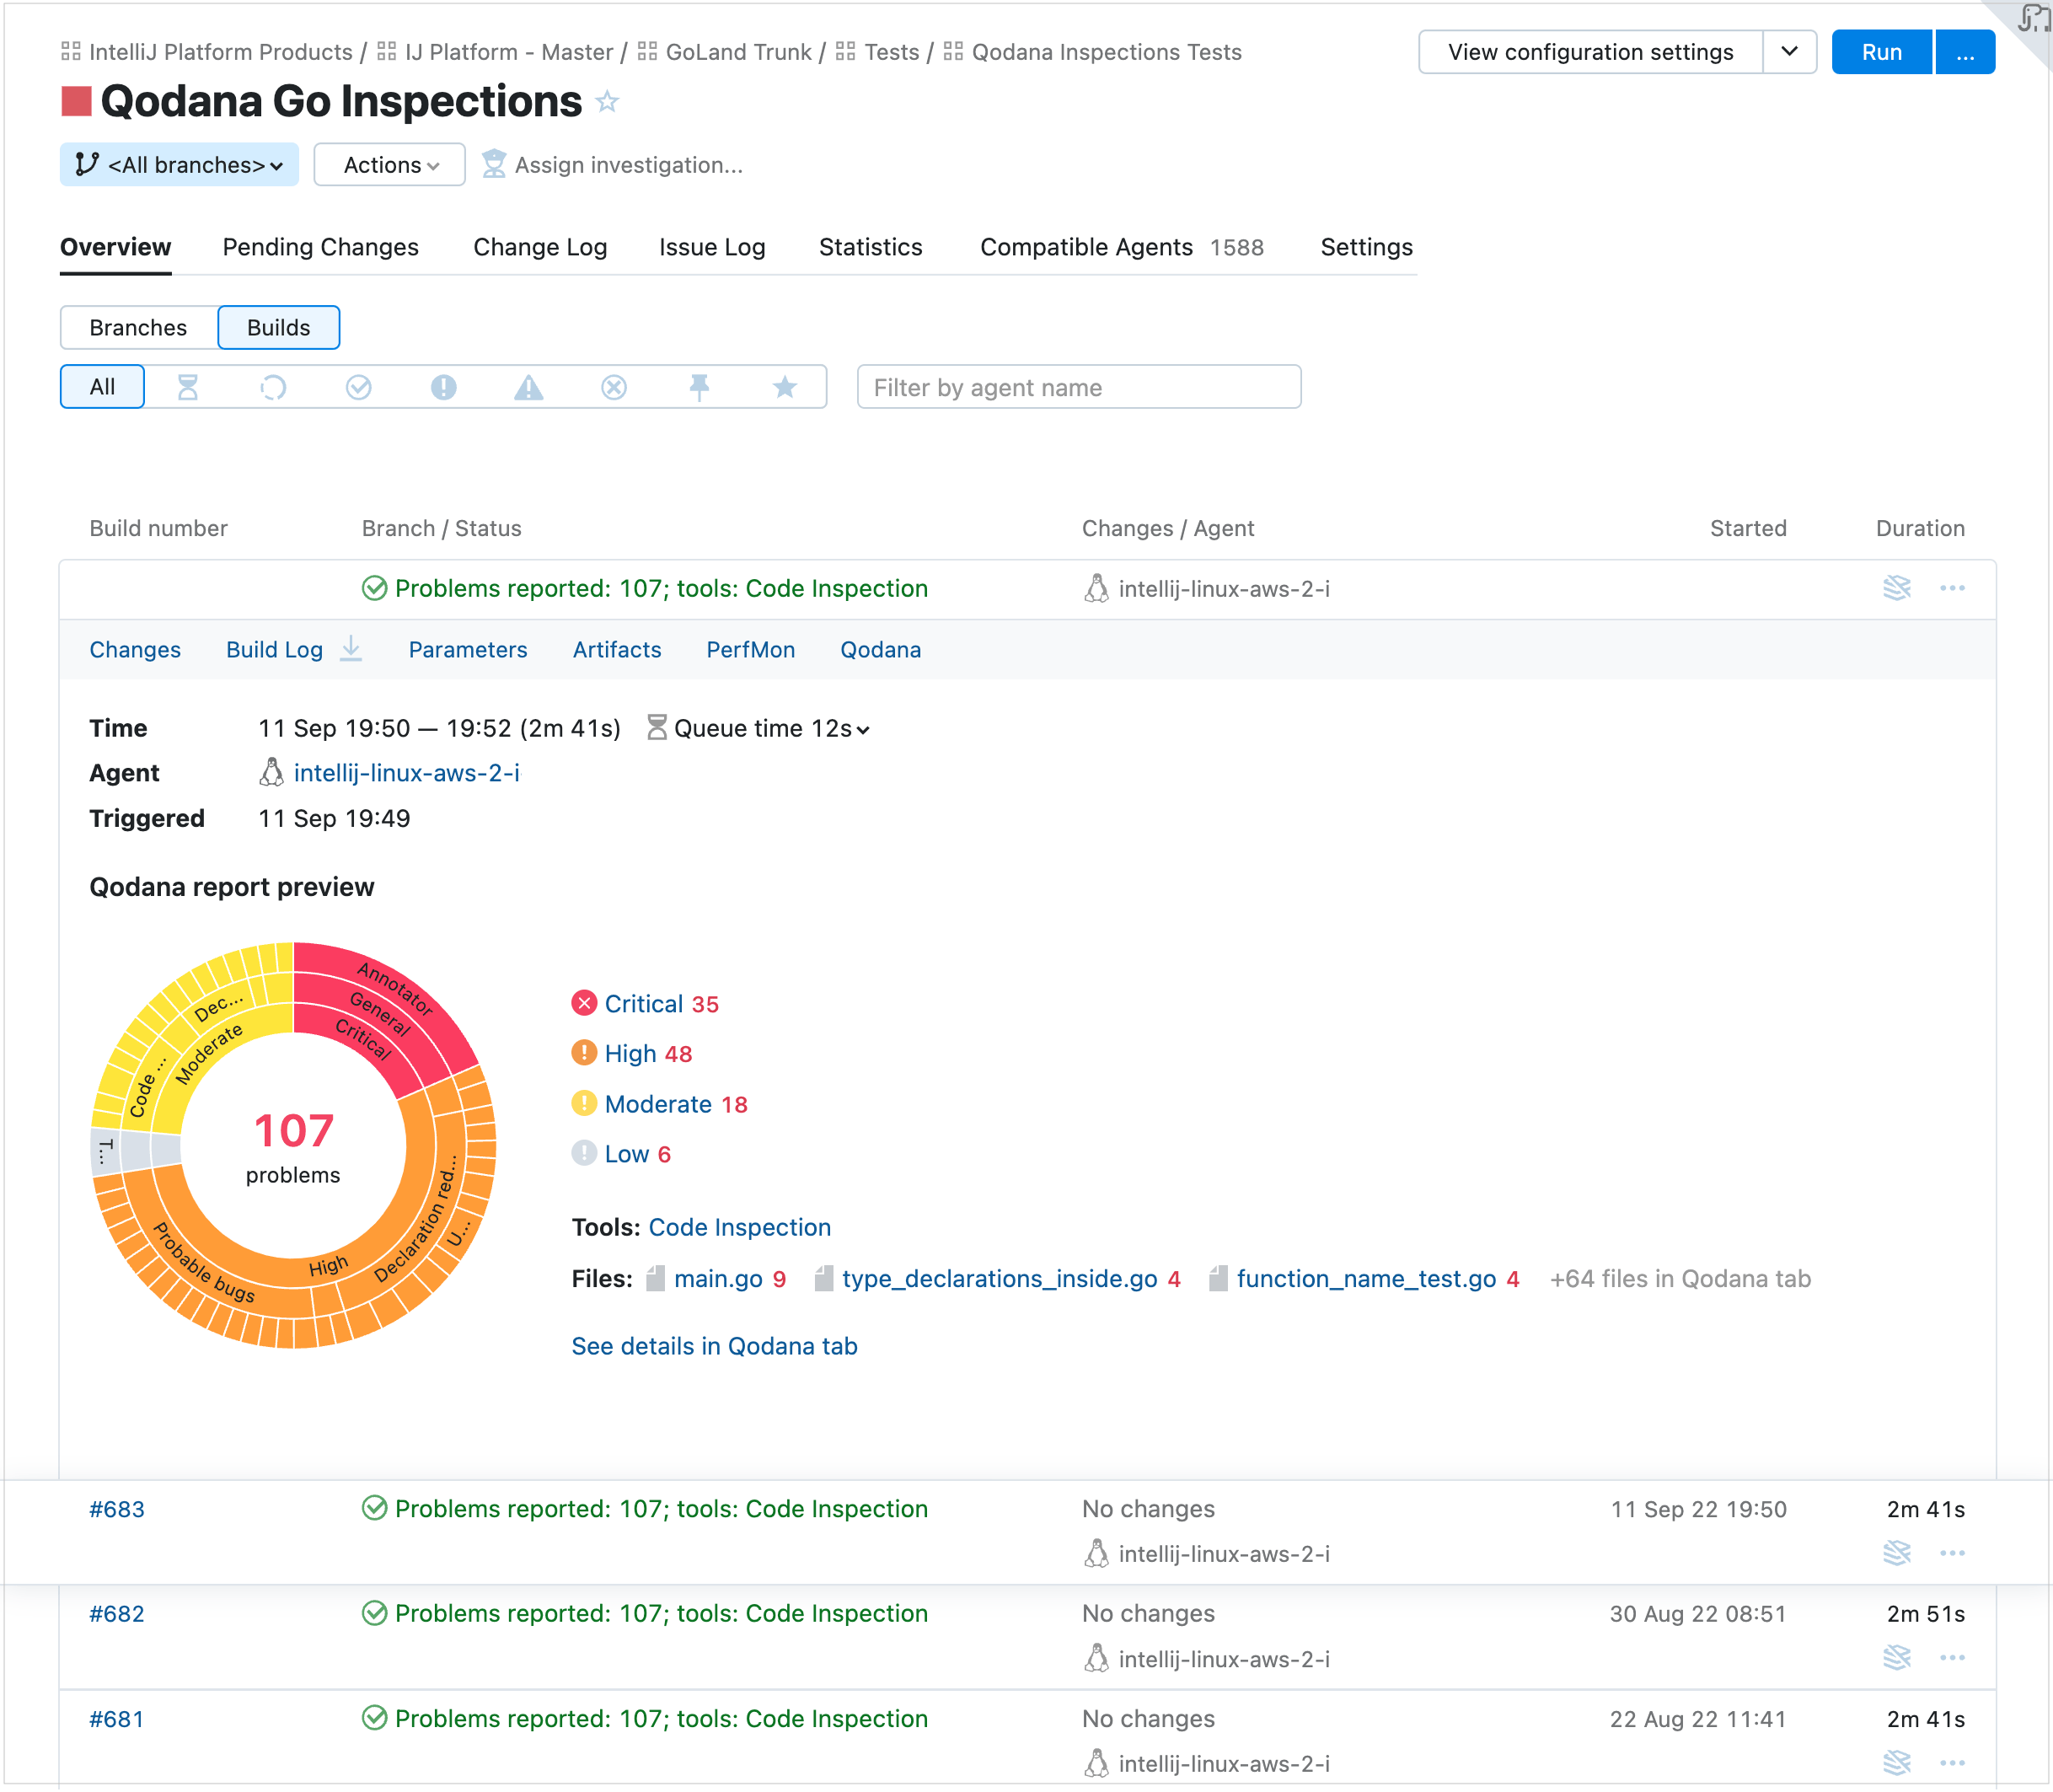 IntelliJ Platform Products / IJ Platform - Master / GoLand Trunk / Tests / Qodana Inspections Tests
View configuration settings
Run ...
Qodana Go Inspections
<All branches> Actions Assign investigation...
Overview Pending Changes Change Log Issue Log Statistics Compatible Agents 1588 Settings
Branches Builds
All Filter by agent name
Build number Branch / Status Changes / Agent Started Duration
Problems reported: 107; tools: Code Inspection intellij-linux-aws-2-i
Changes Build Log Parameters Artifacts PerfMon Qodana
Time 11 Sep 19:50 — 19:52 (2m 41s) Queue time 12s
Agent intellij-linux-aws-2-i
Triggered 11 Sep 19:49
Qodana report preview
Annotator
General
Critical
Dec...
Moderate
Code ...
T...
107
problems
Declaration red...
U...
High
Probable bugs
Critical 35
High 48
Moderate 18
Low 6
Tools: Code Inspection
Files: main.go 9 type_declarations_inside.go 4 function_name_test.go 4 +64 files in Qodana tab
See details in Qodana tab
#683 Problems reported: 107; tools: Code Inspection No changes 11 Sep 22 19:50 2m 41s
intellij-linux-aws-2-i
#682 Problems reported: 107; tools: Code Inspection No changes 30 Aug 22 08:51 2m 51s
intellij-linux-aws-2-i
#681 Problems reported: 107; tools: Code Inspection No changes 22 Aug 22 11:41 2m 41s
intellij-linux-aws-2-i